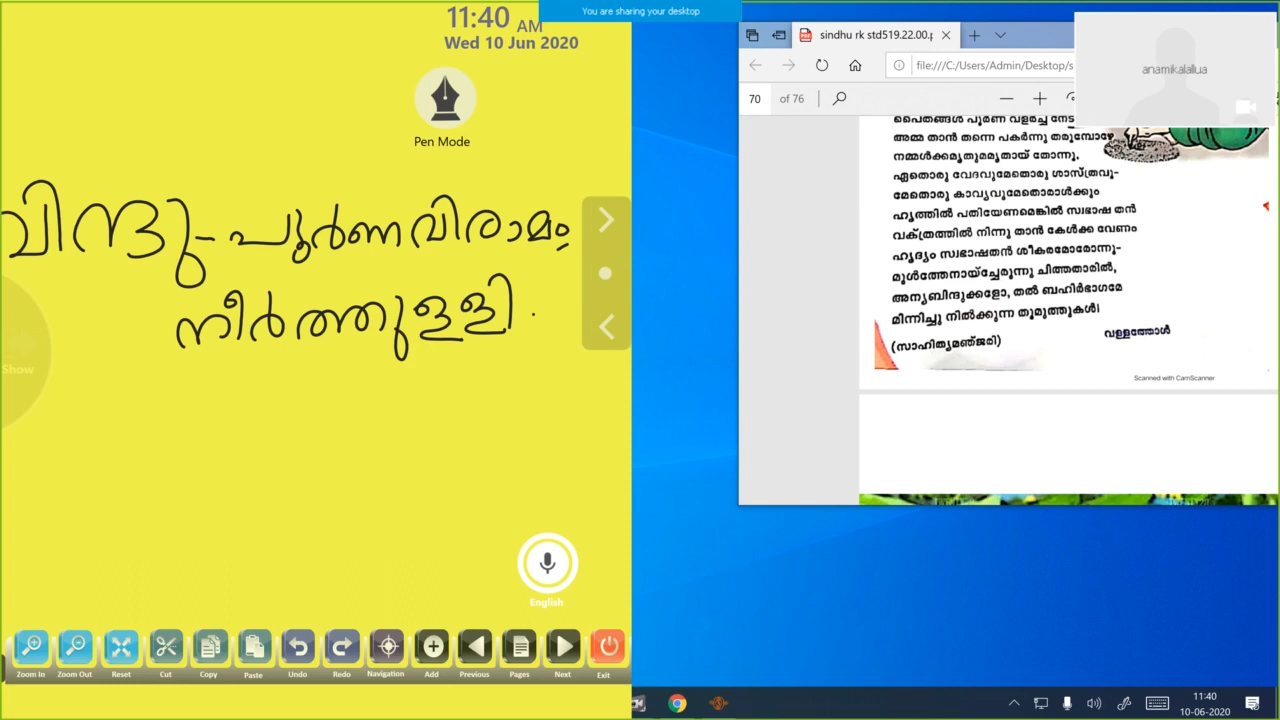 You are sharing your desktop
11:40 AM
Wed 10 Jun 2020
Pen Mode
വിന്ദു - പൂർണവിരാമം,
നീർത്തുള്ളി.
Show
English
Zoom In Zoom Out Reset Cut Copy Paste Undo Redo Navigation Add Previous Pages Next Exit
sindhu rk std519.22.00.p
file:///C:/Users/Admin/Desktop/s
anamikalallua
70 of 76
പൈതങ്ങൾ പൂർണ വളർച്ച നേട
അമ്മ താൻ തന്നെ പകർന്നു തരുമ്പോഴേ
നമ്മൾക്കമൃതുമമൃതായ് തോന്നൂ,
ഏതൊരു വേദവുമേതൊരു ശാസ്ത്രവു-
മേതൊരു കാവ്യവുമേതൊരാൾക്കും
ഹൃത്തിൽ പതിയേണമെങ്കിൽ സ്വഭാഷ തൻ
വക്ത്രത്തിൽ നിന്നു താൻ കേൾക്ക വേണം
ഹൃദ്യം സ്വഭാഷതൻ ശീകരമോരോന്നു-
മുൾത്തേനായ്ച്ചേരുന്നു ചിത്തതാരിൽ,
അന്യബിന്ദുക്കളോ, തൽ ബഹിർഭാഗമേ
മിന്നിച്ചു നിൽക്കുന്ന തൂമുത്തുകൾ!
(സാഹിത്യമഞ്ജരി) വള്ളത്തോൾ
Scanned with CamScanner
11:40
10-06-2020